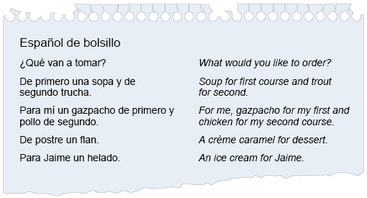 Español de bolsillo
¿Qué van a tomar?
What would you like to order?
De primero una sopa y de
segundo trucha.
Soup for first course and trout
for second.
Para mí un gazpacho de primero y
pollo de segundo.
For me, gazpacho for my first and
chicken for my second course.
De postre un flan.
A crème caramel for dessert.
Para Jaime un helado.
An ice cream for Jaime.